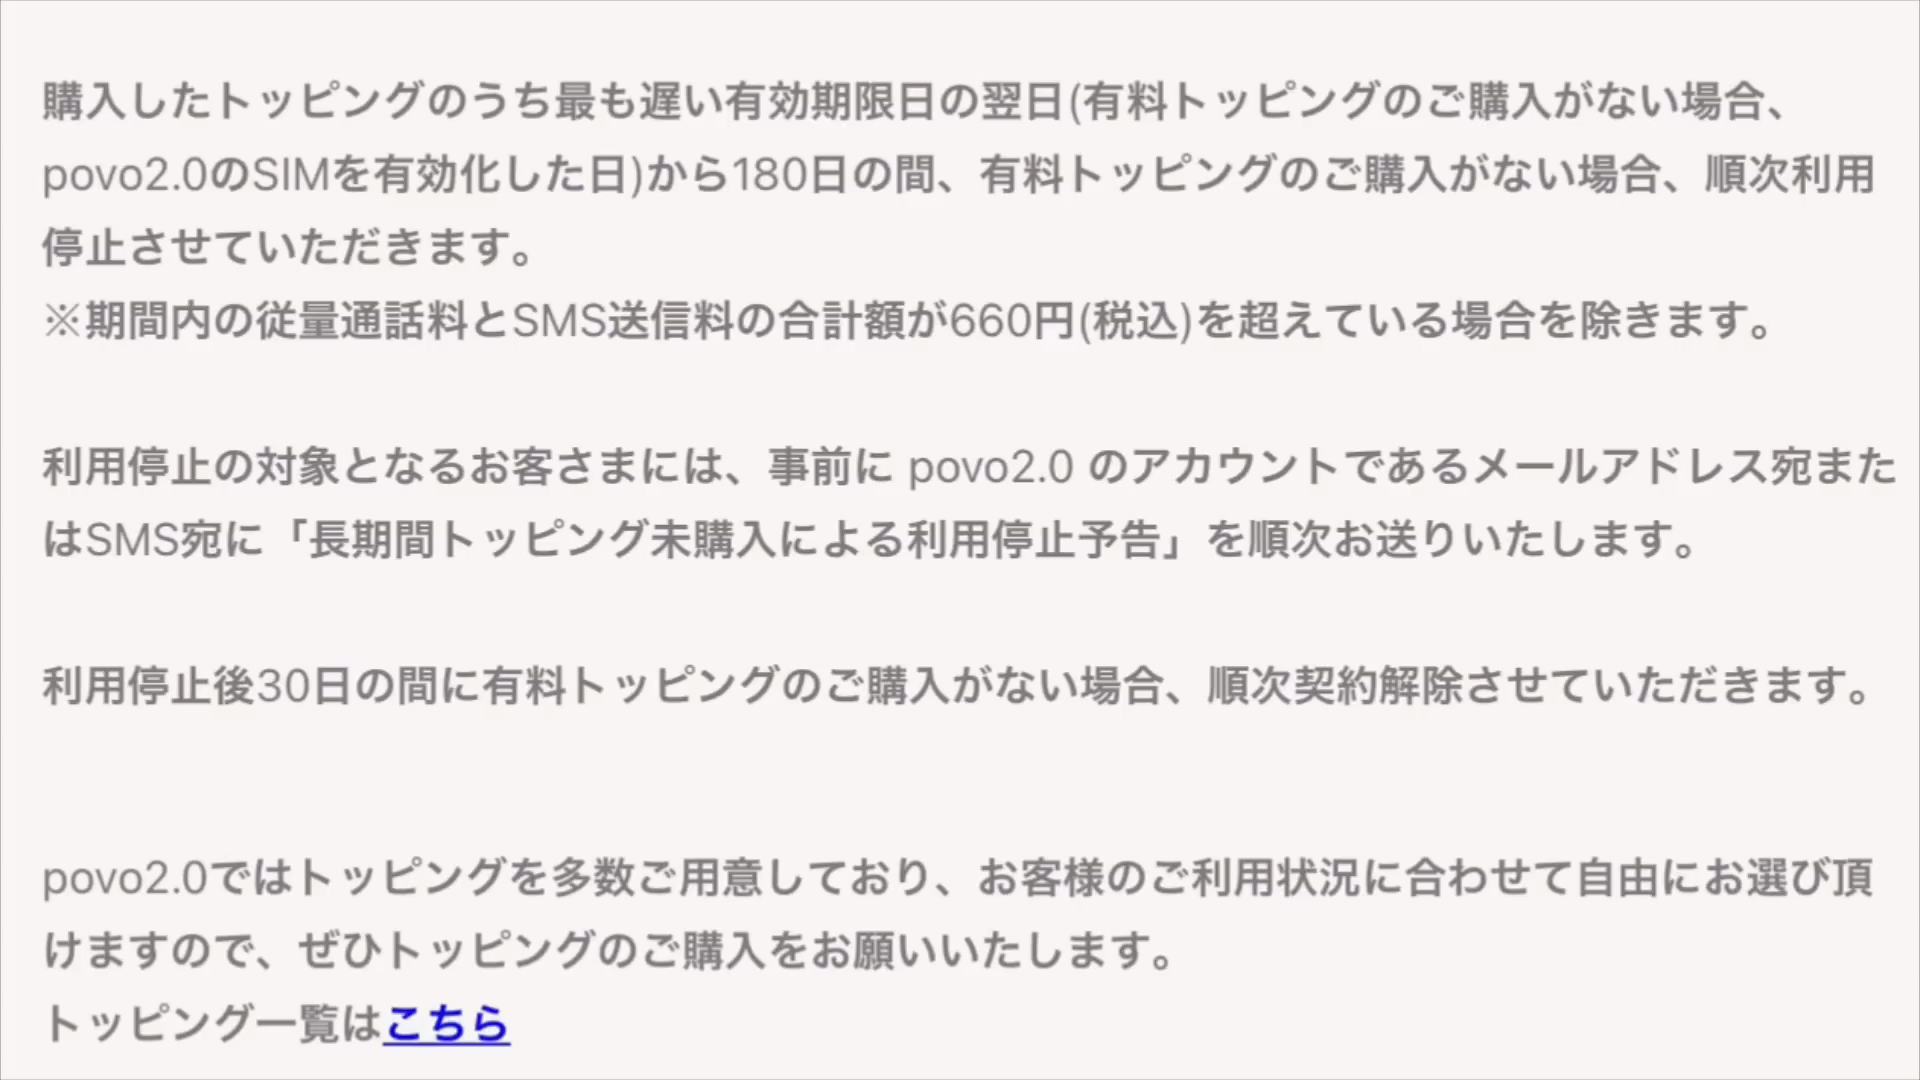 購入したトッピングのうち最も遅い有効期限日の翌日(有料トッピングのご購入がない場合、
povo2.0のSIMを有効化した日)から180日の間、有料トッピングのご購入がない場合、順次利用
停止させていただきます。
※期間内の従量通話料とSMS送信料の合計額が660円(税込)を超えている場合を除きます。
利用停止の対象となるお客さまには、事前に povo2.0 のアカウントであるメールアドレス宛また
はSMS宛に「長期間トッピング未購入による利用停止予告」を順次お送りいたします。
利用停止後30日の間に有料トッピングのご購入がない場合、順次契約解除させていただきます。
povo2.0ではトッピングを多数ご用意しており、お客様のご利用状況に合わせて自由にお選び頂
けますので、ぜひトッピングのご購入をお願いいたします。
トッピング一覧はこちら